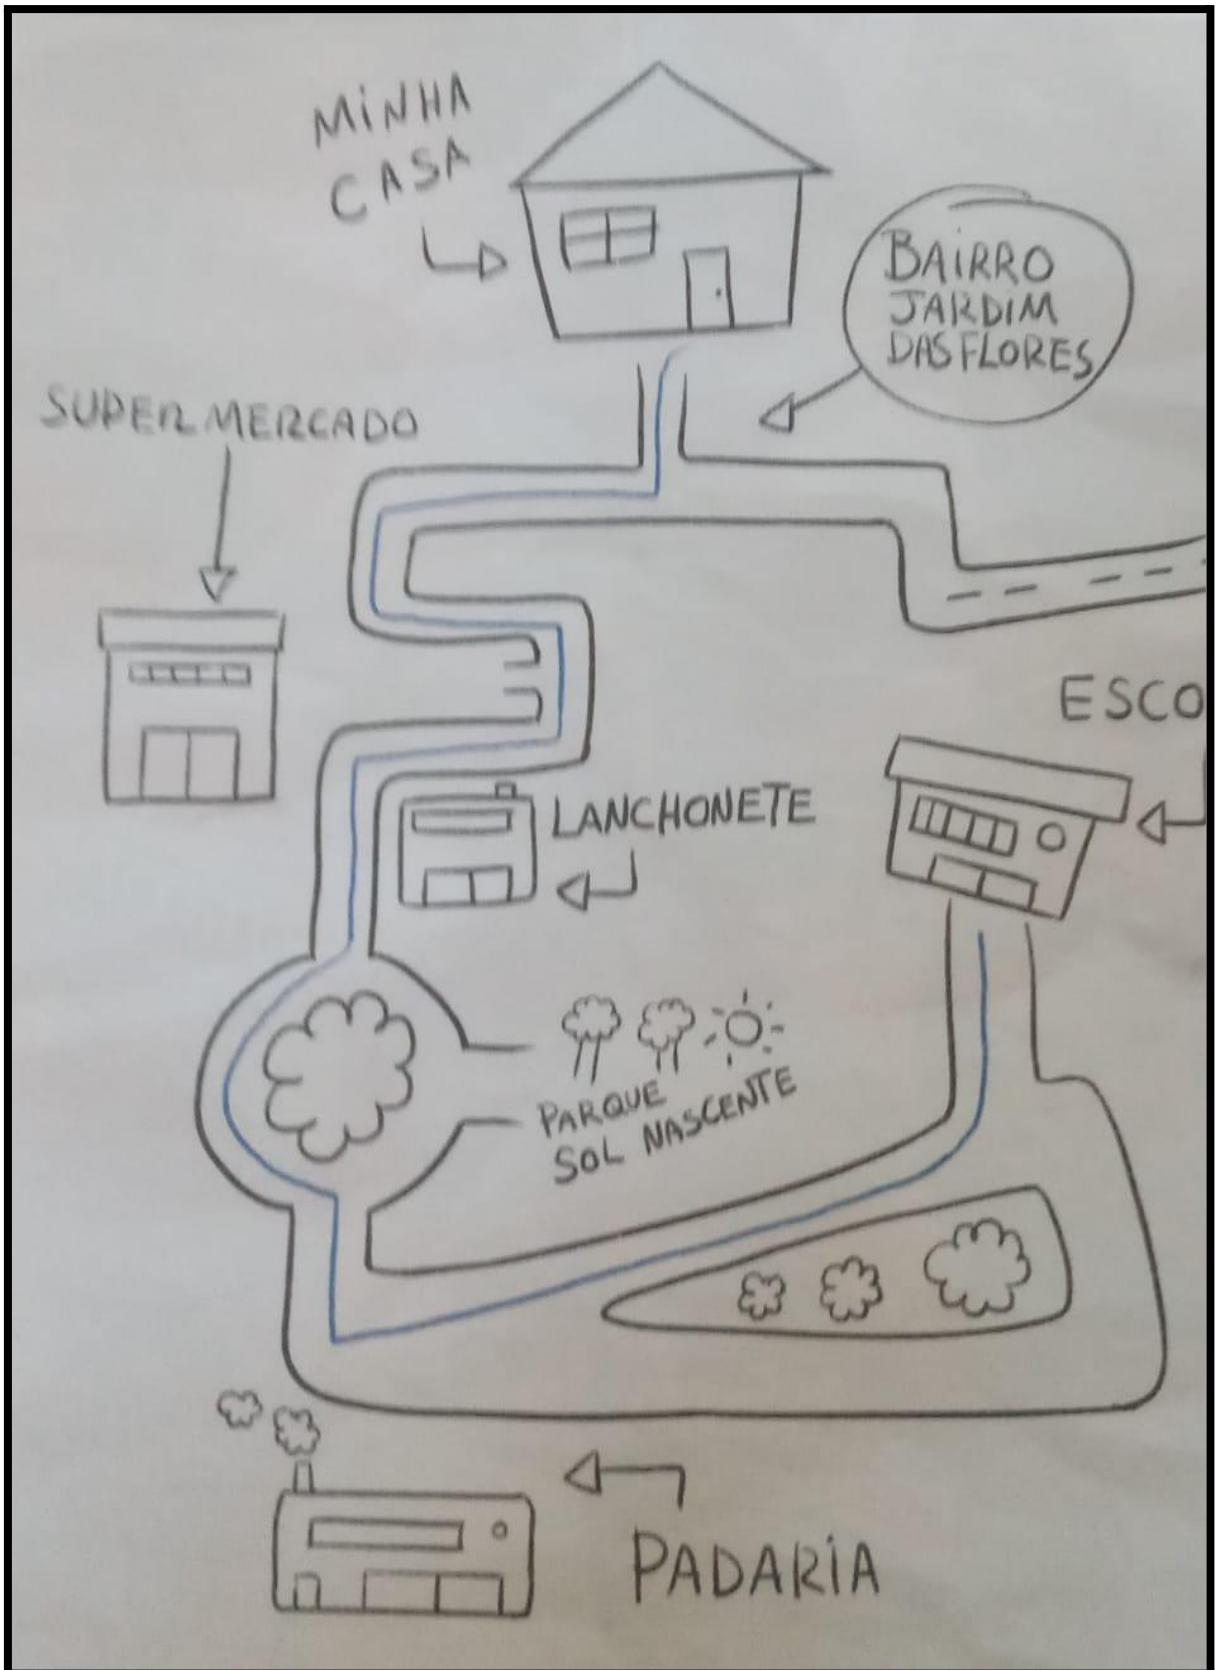 MINHA
CASA
BAIRRO
JARDIM
DAS FLORES
SUPERMERCADO
ESCO
LANCHONETE
PARQUE
SOL NASCENTE
PADARIA